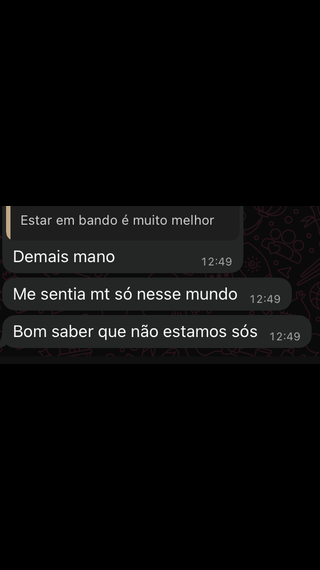 Estar em bando é muito melhor
Demais mano
12:49
Me sentia mt só nesse mundo
12:49
Bom saber que não estamos sós
12:49